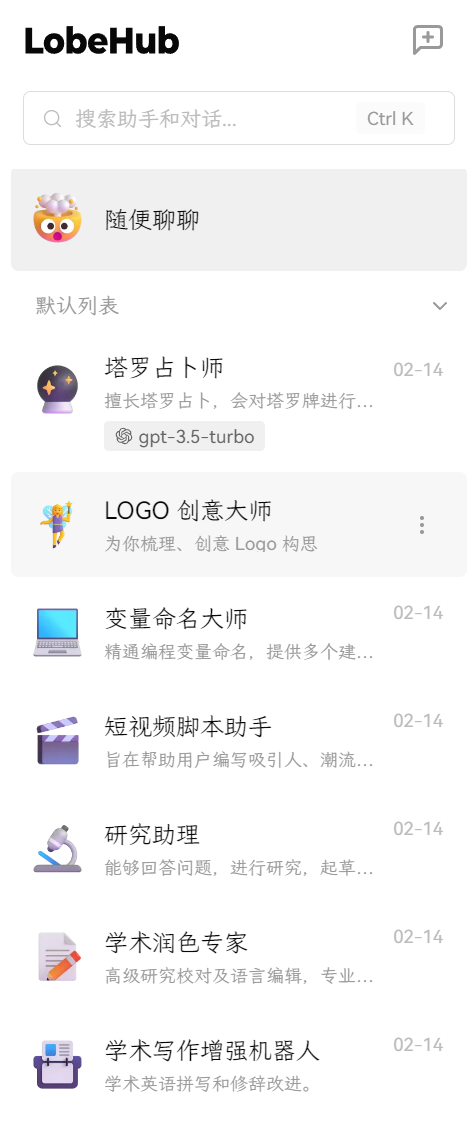 LobeHub
搜索助手和对话... Ctrl K
随便聊聊
默认列表
塔罗占卜师 02-14
擅长塔罗占卜，会对塔罗牌进行...
gpt-3.5-turbo
LOGO 创意大师
为你梳理、创意 Logo 构思
变量命名大师 02-14
精通编程变量命名，提供多个建...
短视频脚本助手 02-14
旨在帮助用户编写吸引人、潮流...
研究助理 02-14
能够回答问题，进行研究，起草...
学术润色专家 02-14
高级研究校对及语言编辑，专业...
学术写作增强机器人 02-14
学术英语拼写和修辞改进。